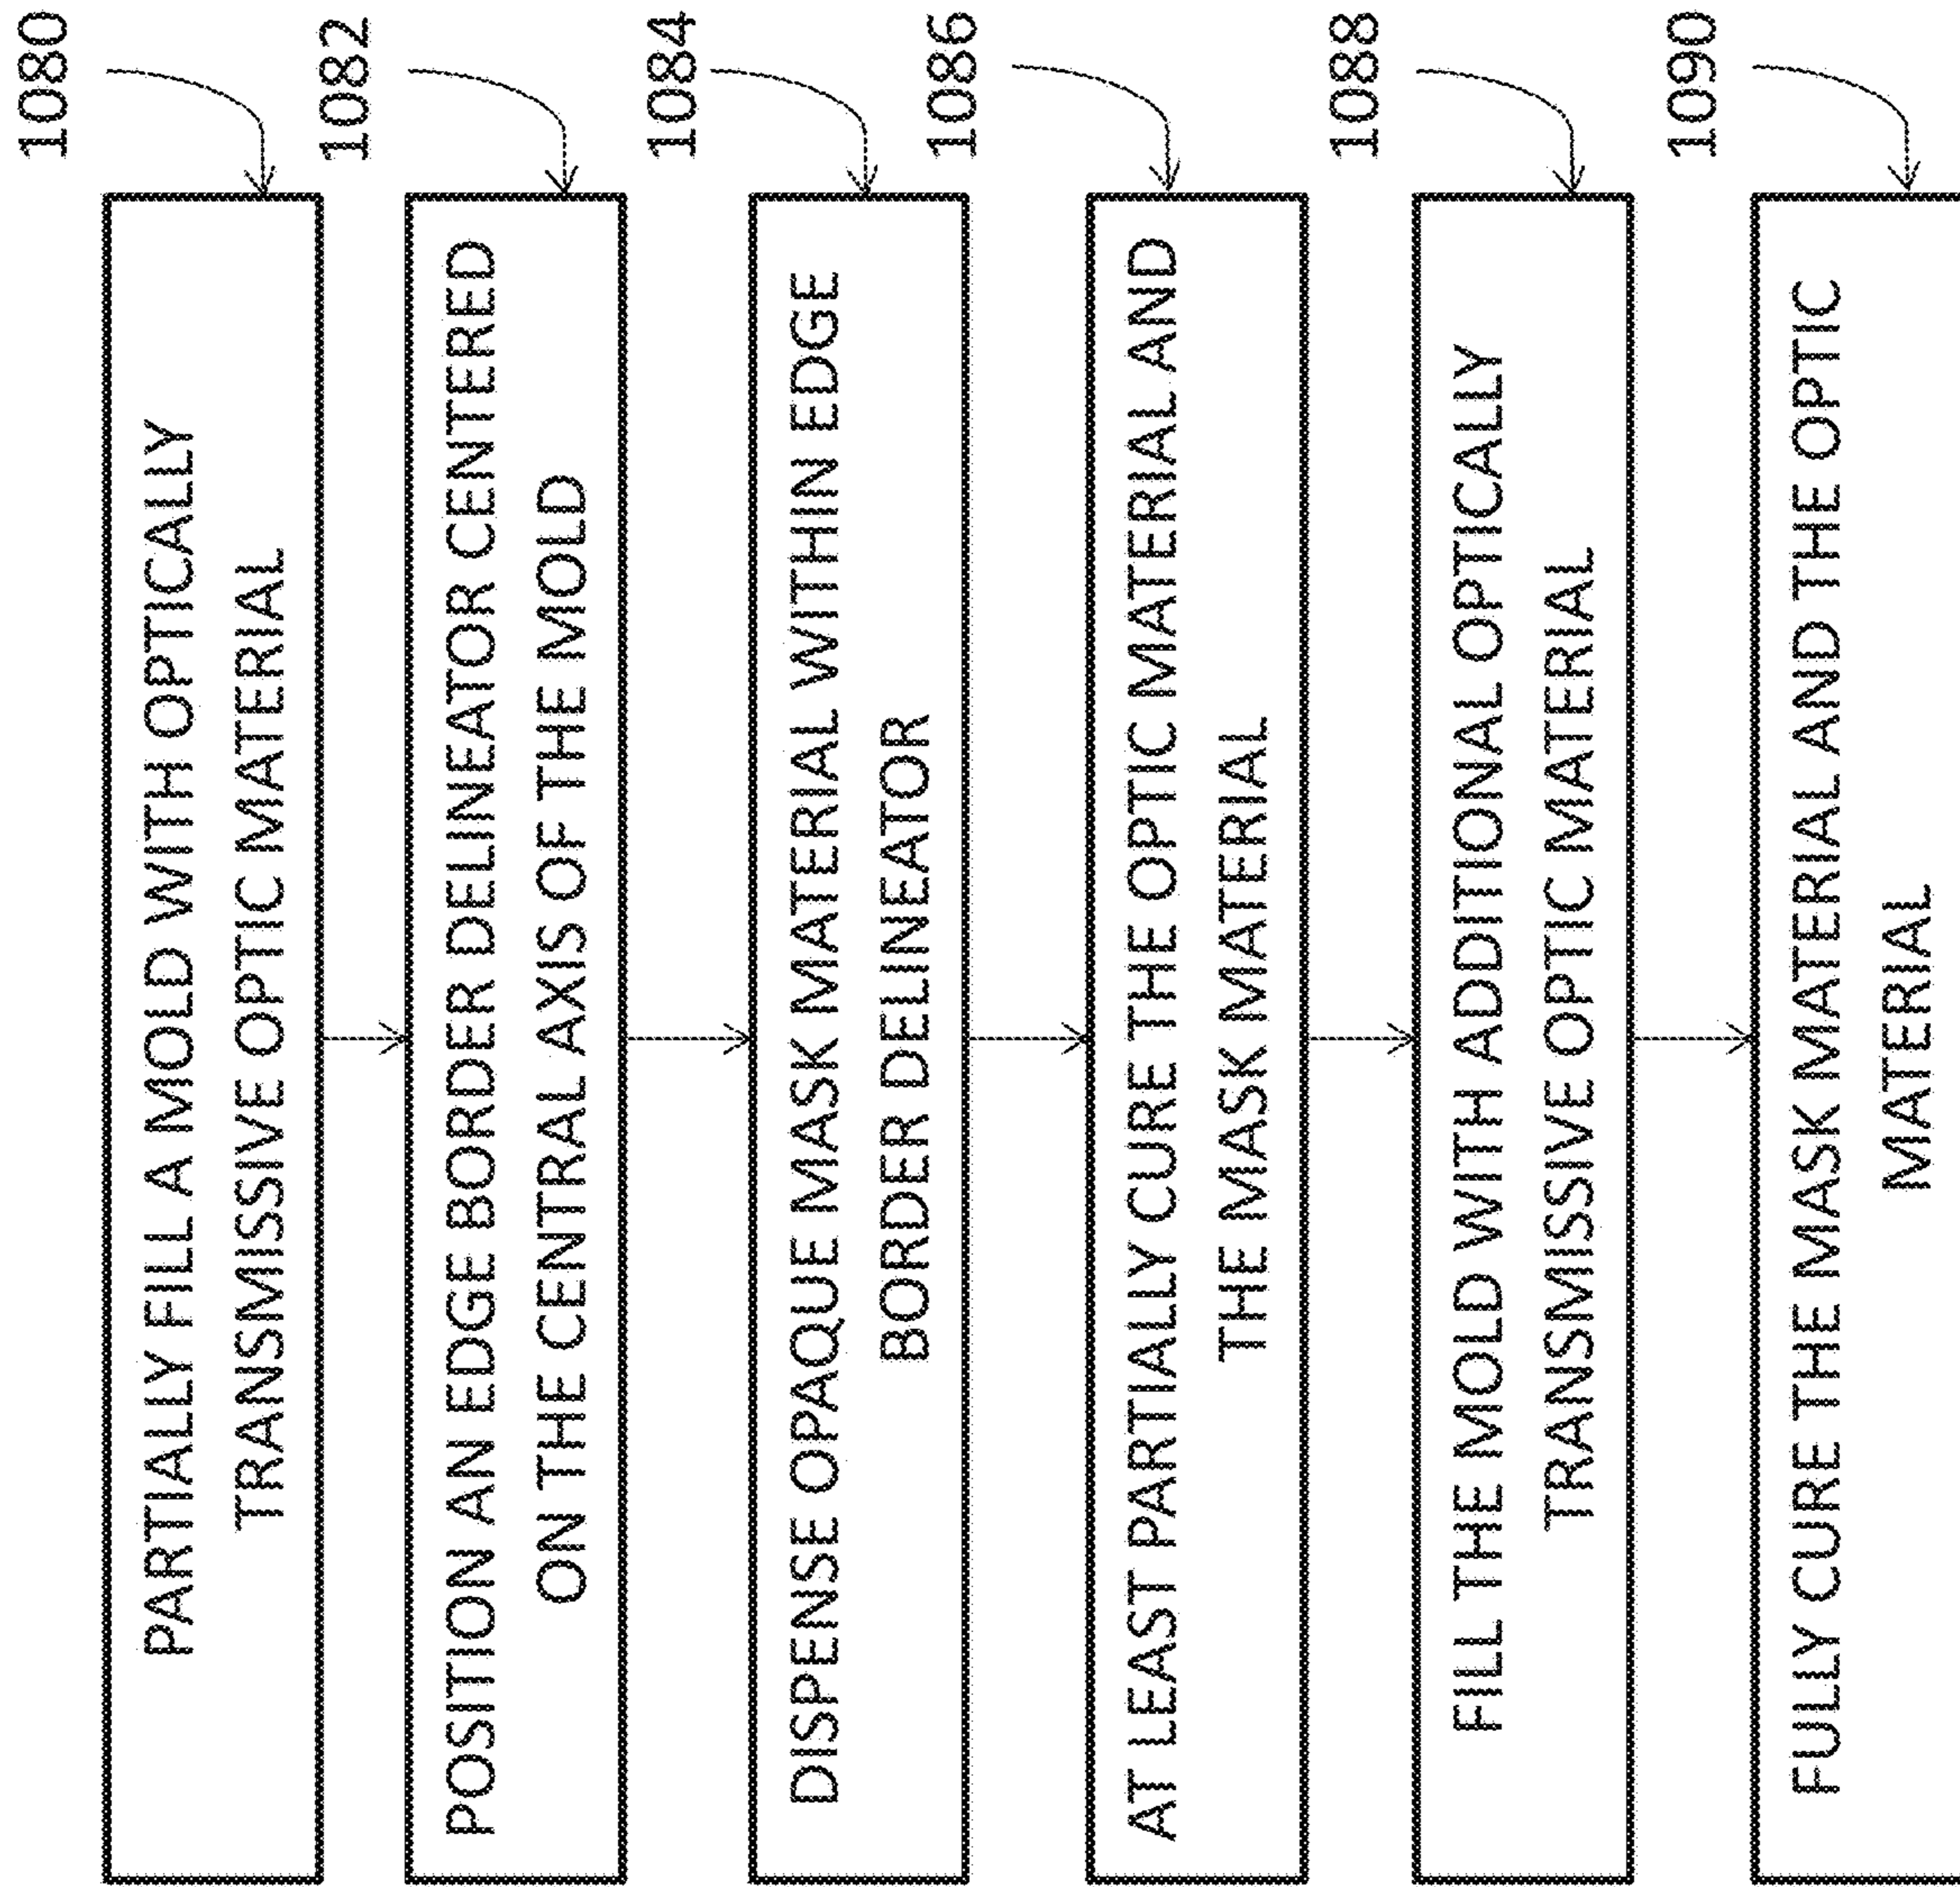 1080
PARTIALLY FILL A MOLD WITH OPTICALLY
TRANSMISSIVE OPTIC MATERIAL
1082
POSITION AN EDGE BORDER DELINEATOR CENTERED
ON THE CENTRAL AXIS OF THE MOLD
1084
DISPENSE OPAQUE MASK MATERIAL WITHIN EDGE
BORDER DELINEATOR
1086
AT LEAST PARTIALLY CURE THE OPTIC MATERIAL AND
THE MASK MATERIAL
1088
FILL THE MOLD WITH ADDITIONAL OPTICALLY
TRANSMISSIVE OPTIC MATERIAL
1090
FULLY CURE THE MASK MATERIAL AND THE OPTIC
MATERIAL